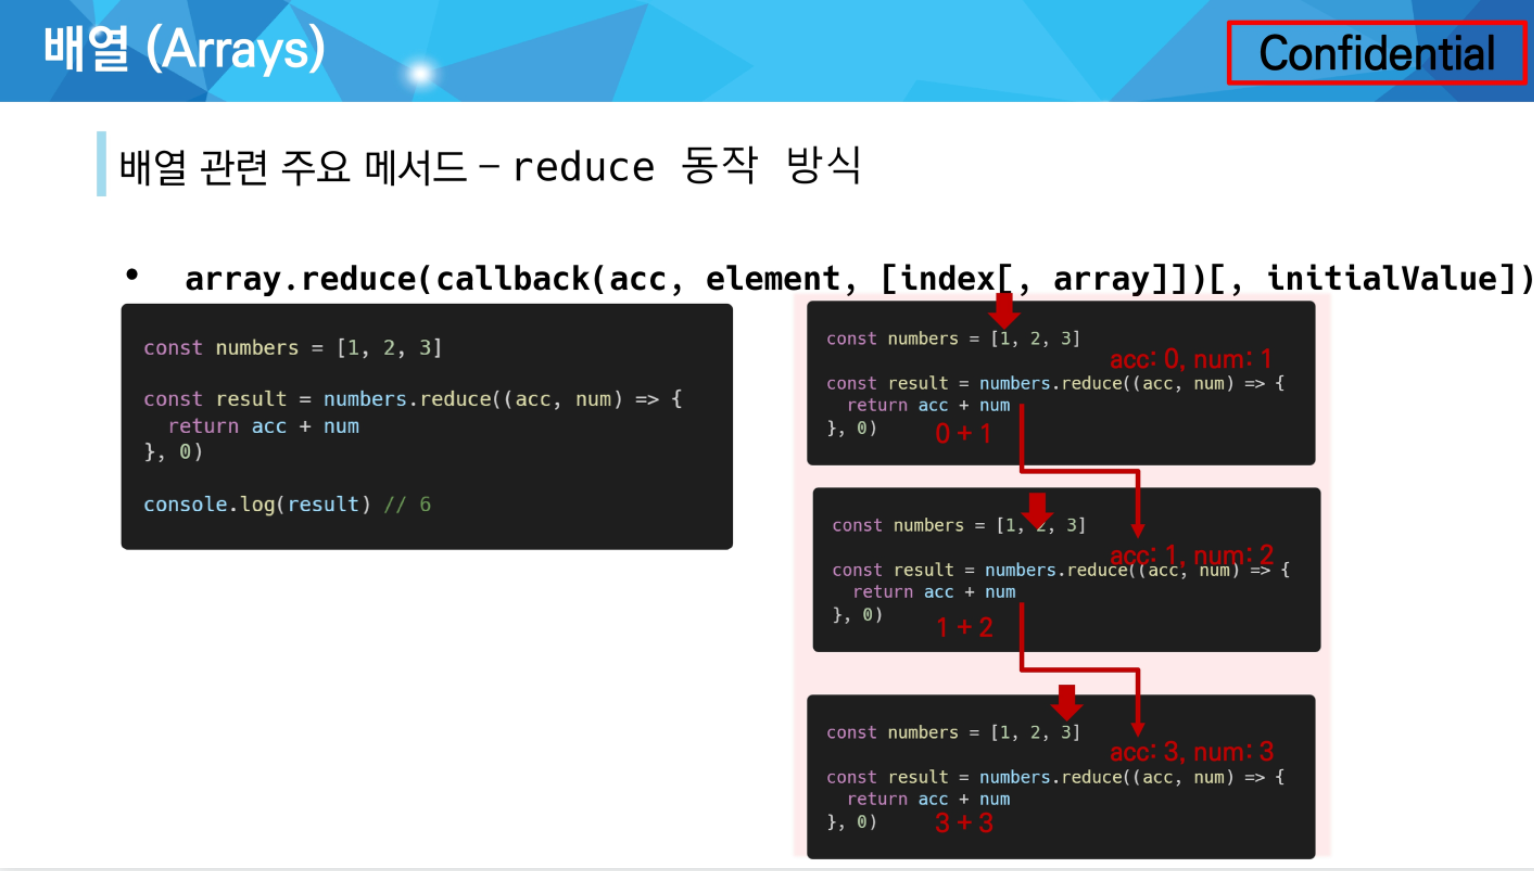 배열 (Arrays)
Confidential
배열 관련 주요 메서드 – reduce 동작 방식
• array.reduce(callback(acc, element, [index[, array]])[, initialValue])
const numbers = [1, 2, 3]
const result = numbers.reduce((acc, num) => {
return acc + num
}, 0)
console.log(result) // 6
const numbers = [1, 2, 3]
acc: 0, num: 1
const result = numbers.reduce((acc, num) => {
return acc + num
}, 0)
0 + 1
const numbers = [1, 2, 3]
acc: 1, num: 2
const result = numbers.reduce((acc, num) => {
return acc + num
}, 0)
1 + 2
const numbers = [1, 2, 3]
acc: 3, num: 3
const result = numbers.reduce((acc, num) => {
return acc + num
}, 0)
3 + 3